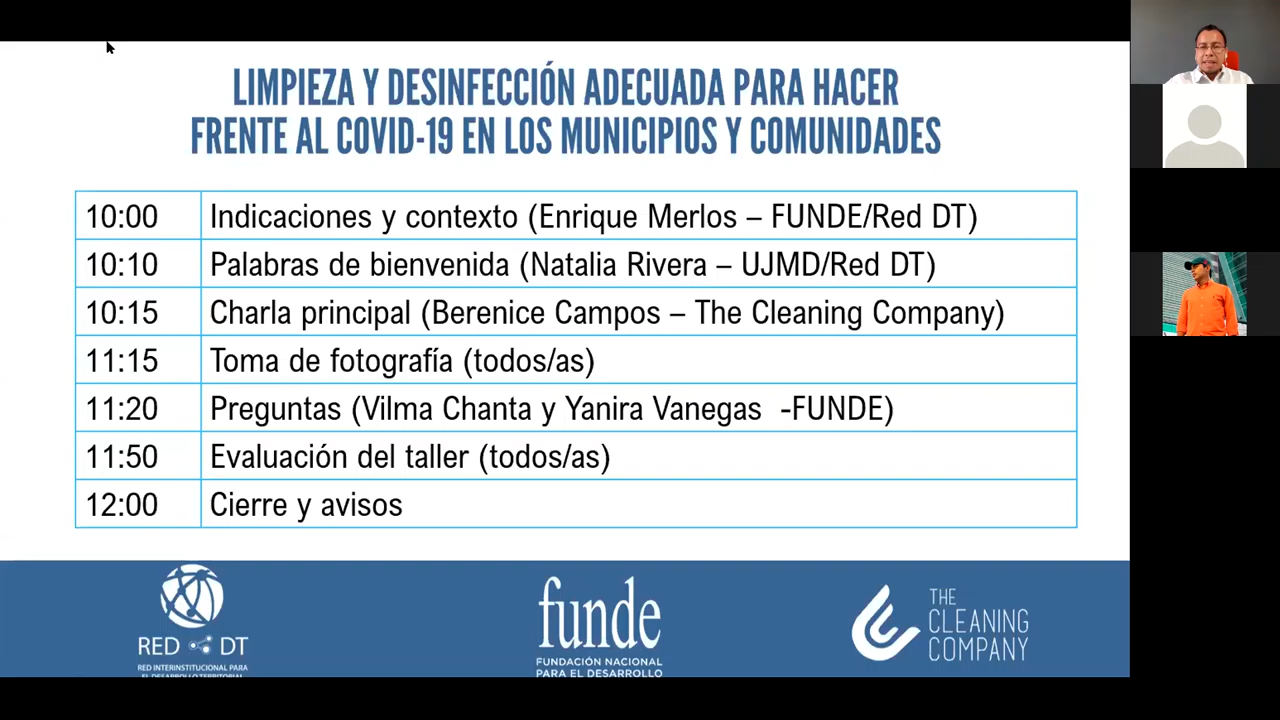 LIMPIEZA Y DESINFECCIÓN ADECUADA PARA HACER
FRENTE AL COVID-19 EN LOS MUNICIPIOS Y COMUNIDADES
10:00 Indicaciones y contexto (Enrique Merlos – FUNDE/Red DT)
10:10 Palabras de bienvenida (Natalia Rivera – UJMD/Red DT)
10:15 Charla principal (Berenice Campos – The Cleaning Company)
11:15 Toma de fotografía (todos/as)
11:20 Preguntas (Vilma Chanta y Yanira Vanegas -FUNDE)
11:50 Evaluación del taller (todos/as)
12:00 Cierre y avisos
RED DT
RED INTERINSTITUCIONAL PARA
EL DESARROLLO TERRITORIAL
funde
FUNDACIÓN NACIONAL
PARA EL DESARROLLO
THE
CLEANING
COMPANY